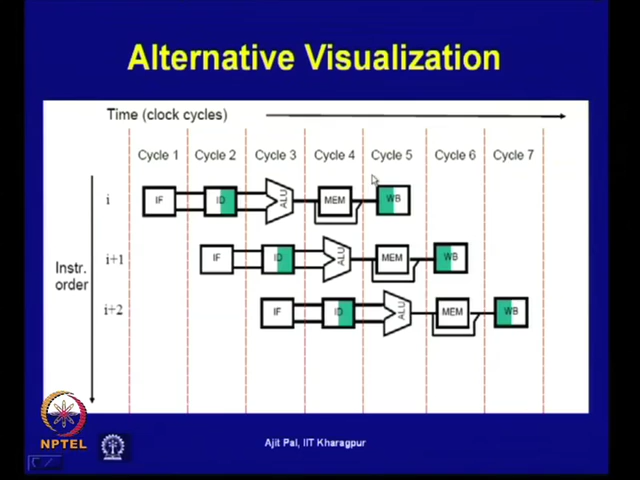 Alternative Visualization
Time (clock cycles)
Cycle 1 Cycle 2 Cycle 3 Cycle 4 Cycle 5 Cycle 6 Cycle 7
i IF ID ALU MEM WB
Instr. order
i+1 IF ID ALU MEM WB
i+2 IF ID ALU MEM WB
NPTEL
Ajit Pal, IIT Kharagpur